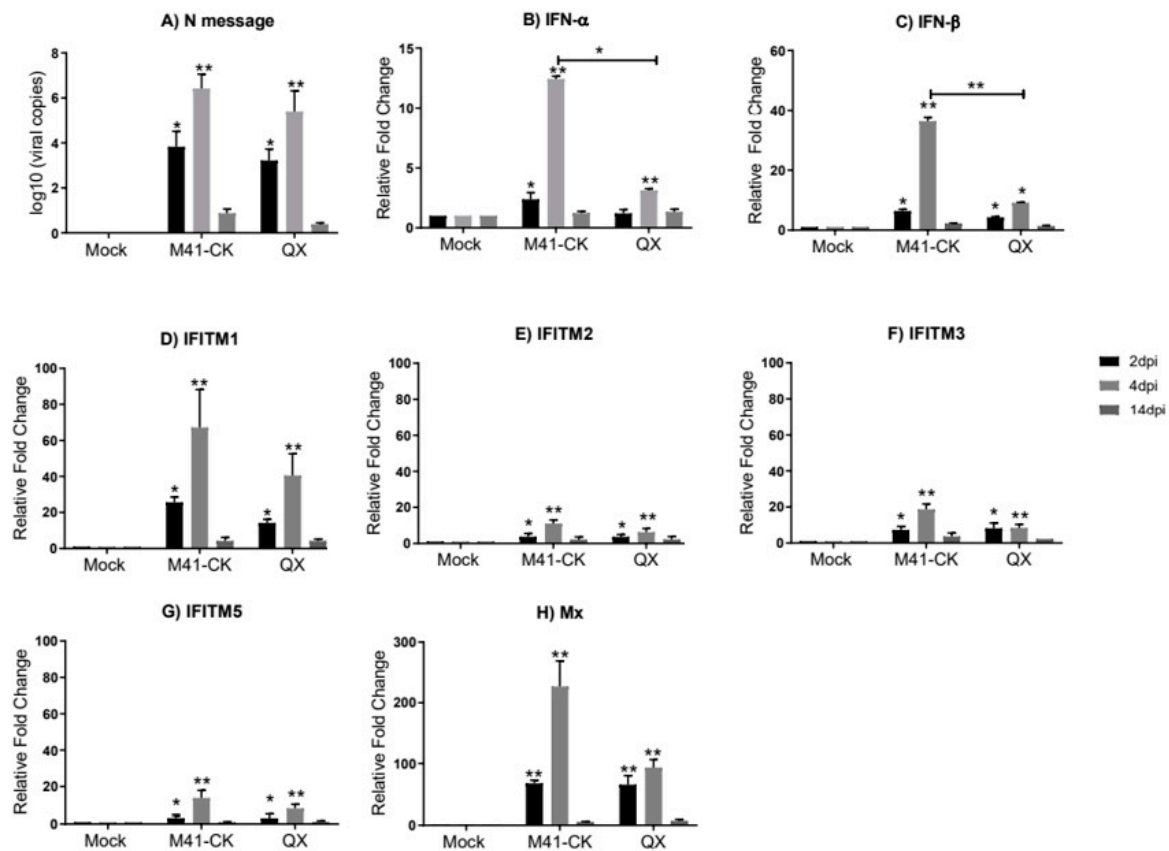 A) N message
log10 (viral copies)
8
6
4
2
0
* ** * **
Mock M41-CK QX
B) IFN-α
Relative Fold Change
15
10
5
0
*
* ** **
Mock M41-CK QX
C) IFN-β
Relative Fold Change
60
40
20
0
**
* ** * *
Mock M41-CK QX
D) IFITM1
Relative Fold Change
100
80
60
40
20
0
* ** * **
Mock M41-CK QX
E) IFITM2
Relative Fold Change
100
80
60
40
20
0
* ** * **
Mock M41-CK QX
F) IFITM3
Relative Fold Change
100
80
60
40
20
0
* ** * **
Mock M41-CK QX
2dpi
4dpi
14dpi
G) IFITM5
Relative Fold Change
100
80
60
40
20
0
* ** * **
Mock M41-CK QX
H) Mx
Relative Fold Change
300
200
100
0
** ** ** **
Mock M41-CK QX